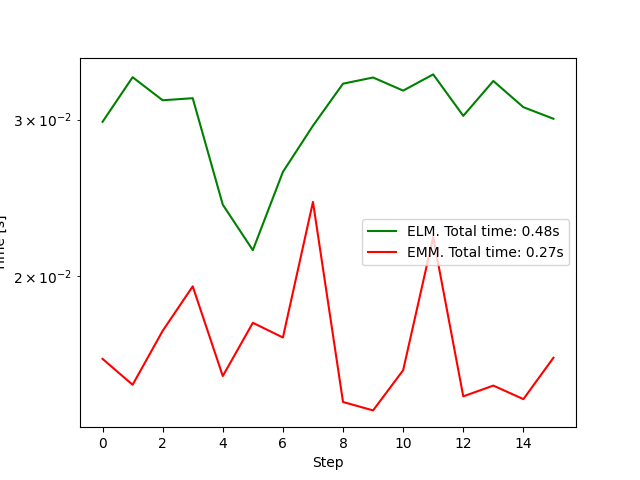 3 × 10⁻²
2 × 10⁻²
Time [s]
ELM. Total time: 0.48s
EMM. Total time: 0.27s
0 2 4 6 8 10 12 14
Step